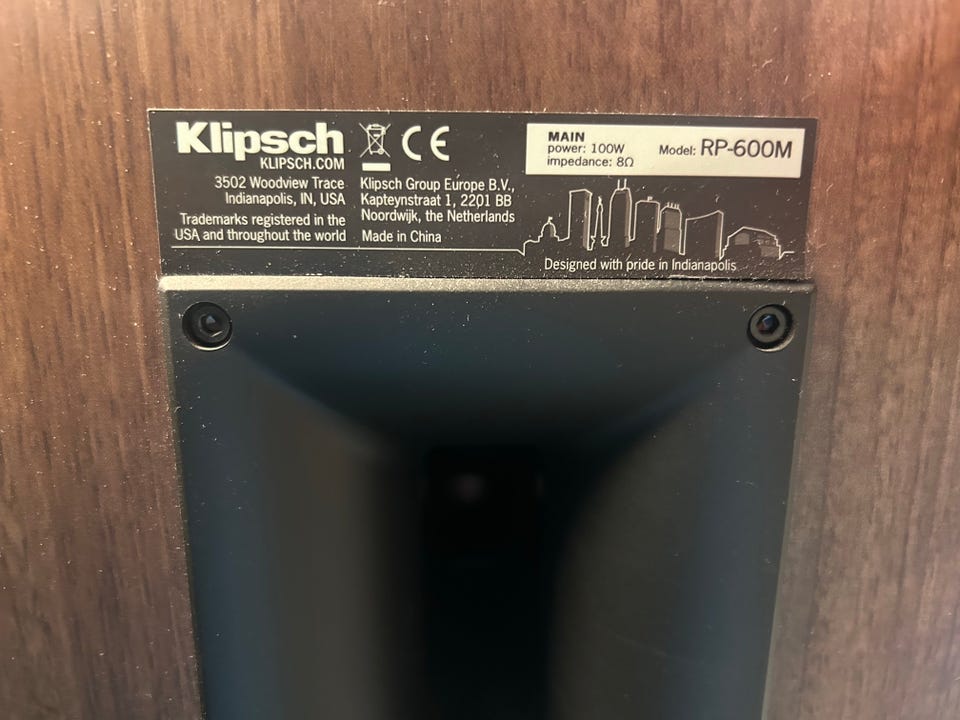 Klipsch
KLIPSCH.COM
3502 Woodview Trace
Indianapolis, IN, USA
Trademarks registered in the
USA and throughout the world
CE
Klipsch Group Europe B.V.,
Kapteynstraat 1, 2201 BB
Noordwijk, the Netherlands
Made in China
MAIN
power: 100W
impedance: 8Ω
Model: RP-600M
Designed with pride in Indianapolis